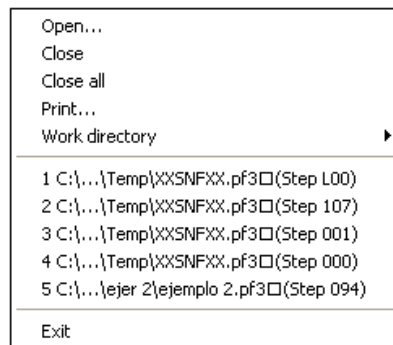 Open...
Close
Close all
Print...
Work directory
1 C:\...\Temp\XXSNFXX.pf3□(Step L00)
2 C:\...\Temp\XXSNFXX.pf3□(Step 107)
3 C:\...\Temp\XXSNFXX.pf3□(Step 001)
4 C:\...\Temp\XXSNFXX.pf3□(Step 000)
5 C:\...\ejer 2\ejemplo 2.pf3□(Step 094)
Exit